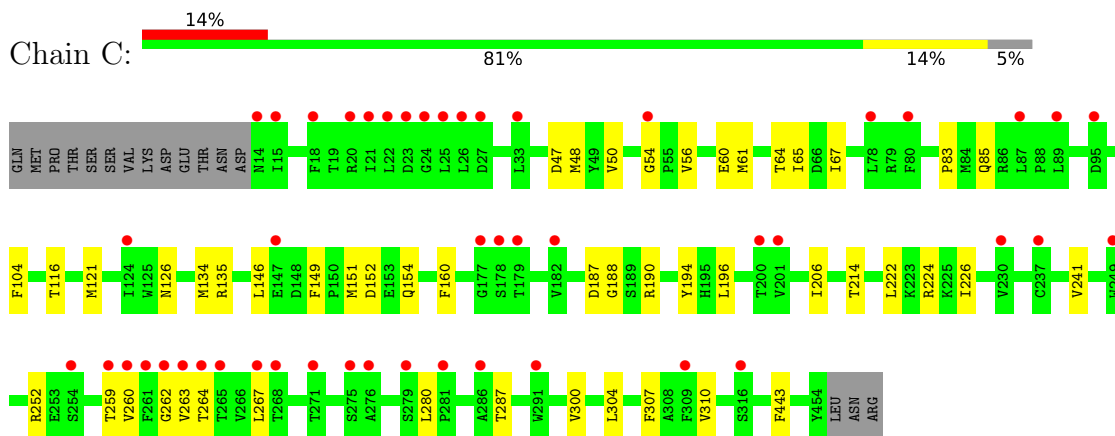 14%
Chain C:
81% 14% 5%
GLN MET PRO THR SER SER VAL LYS ASP GLU THR ASN ASP N14 I15 F18 T19 R20 I21 L22 D23 G24 L25 L26 D27 L33 D47 M48 Y49 V50 G54 P55 V56 E60 M61 T64 I65 D66 I67 L78 R79 F80 P83 M84 Q85 R86 L87 P88 L89 D95
F104 T116 M121 I124 W125 N126 M134 R135 L146 E147 D148 F149 P150 M151 D152 E153 Q154 F160 G177 S178 T179 V182 D187 G188 S189 R190 Y194 H195 L196 T200 V201 I206 T214 L222 K223 R224 K225 I226 V230 C237 V241
R252 E253 S254 T259 V260 F261 G262 V263 T264 T265 V266 L267 T268 T271 S275 A276 S279 L280 P281 A286 T287 W291 V300 L304 F307 A308 F309 V310 S316 F443 Y454 LEU ASN ARG